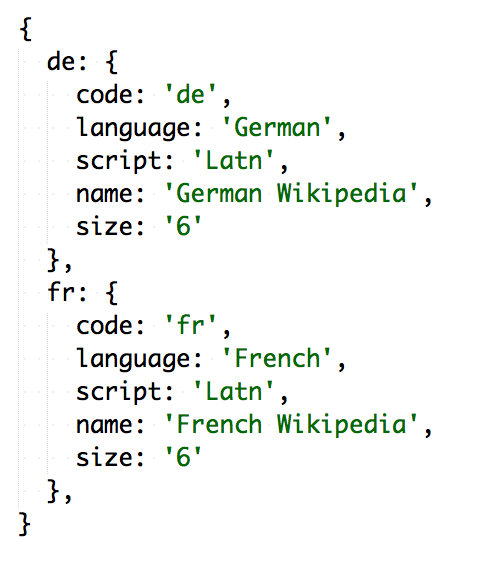 {
  de: {
    code: 'de',
    language: 'German',
    script: 'Latn',
    name: 'German Wikipedia',
    size: '6'
  },
  fr: {
    code: 'fr',
    language: 'French',
    script: 'Latn',
    name: 'French Wikipedia',
    size: '6'
  },
}